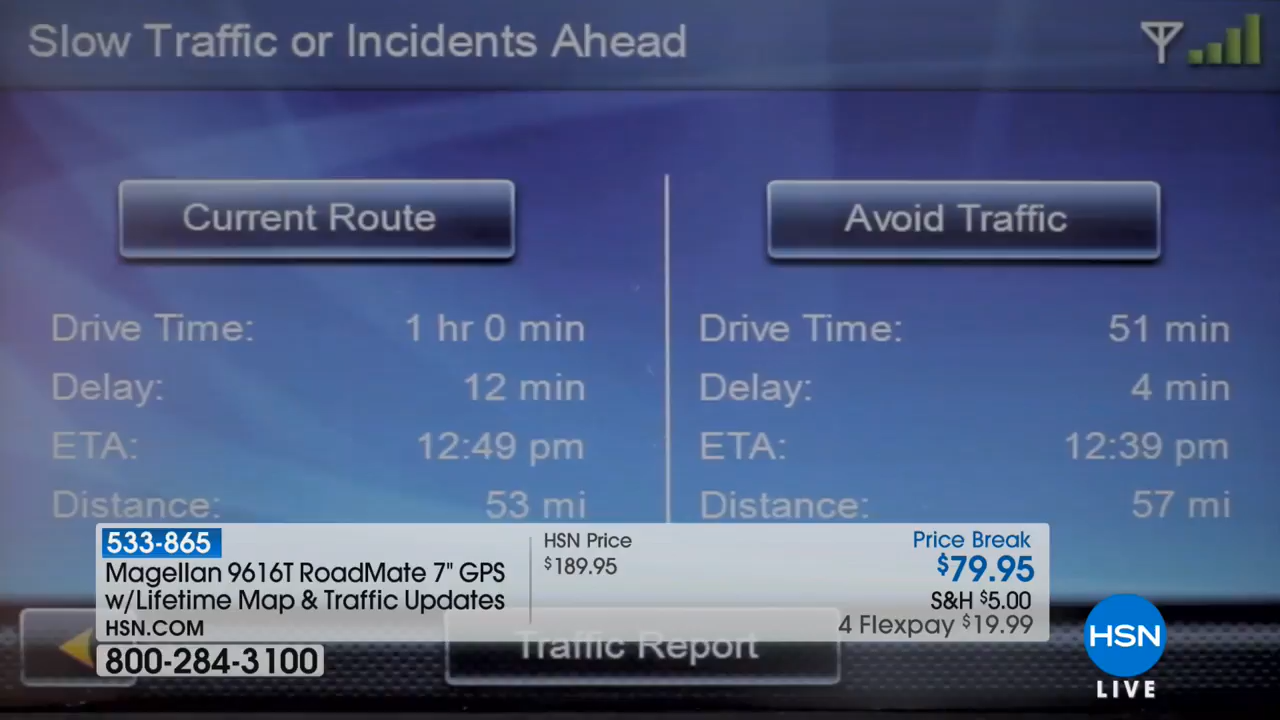 Slow Traffic or Incidents Ahead
Current Route
Drive Time: 1 hr 0 min
Delay: 12 min
ETA: 12:49 pm
Distance: 53 mi
Avoid Traffic
Drive Time: 51 min
Delay: 4 min
ETA: 12:39 pm
Distance: 57 mi
Traffic Report
533-865
Magellan 9616T RoadMate 7" GPS
w/Lifetime Map & Traffic Updates
HSN.COM
800-284-3100
HSN Price
$189.95
Price Break
$79.95
S&H $5.00
4 Flexpay $19.99
HSN
LIVE